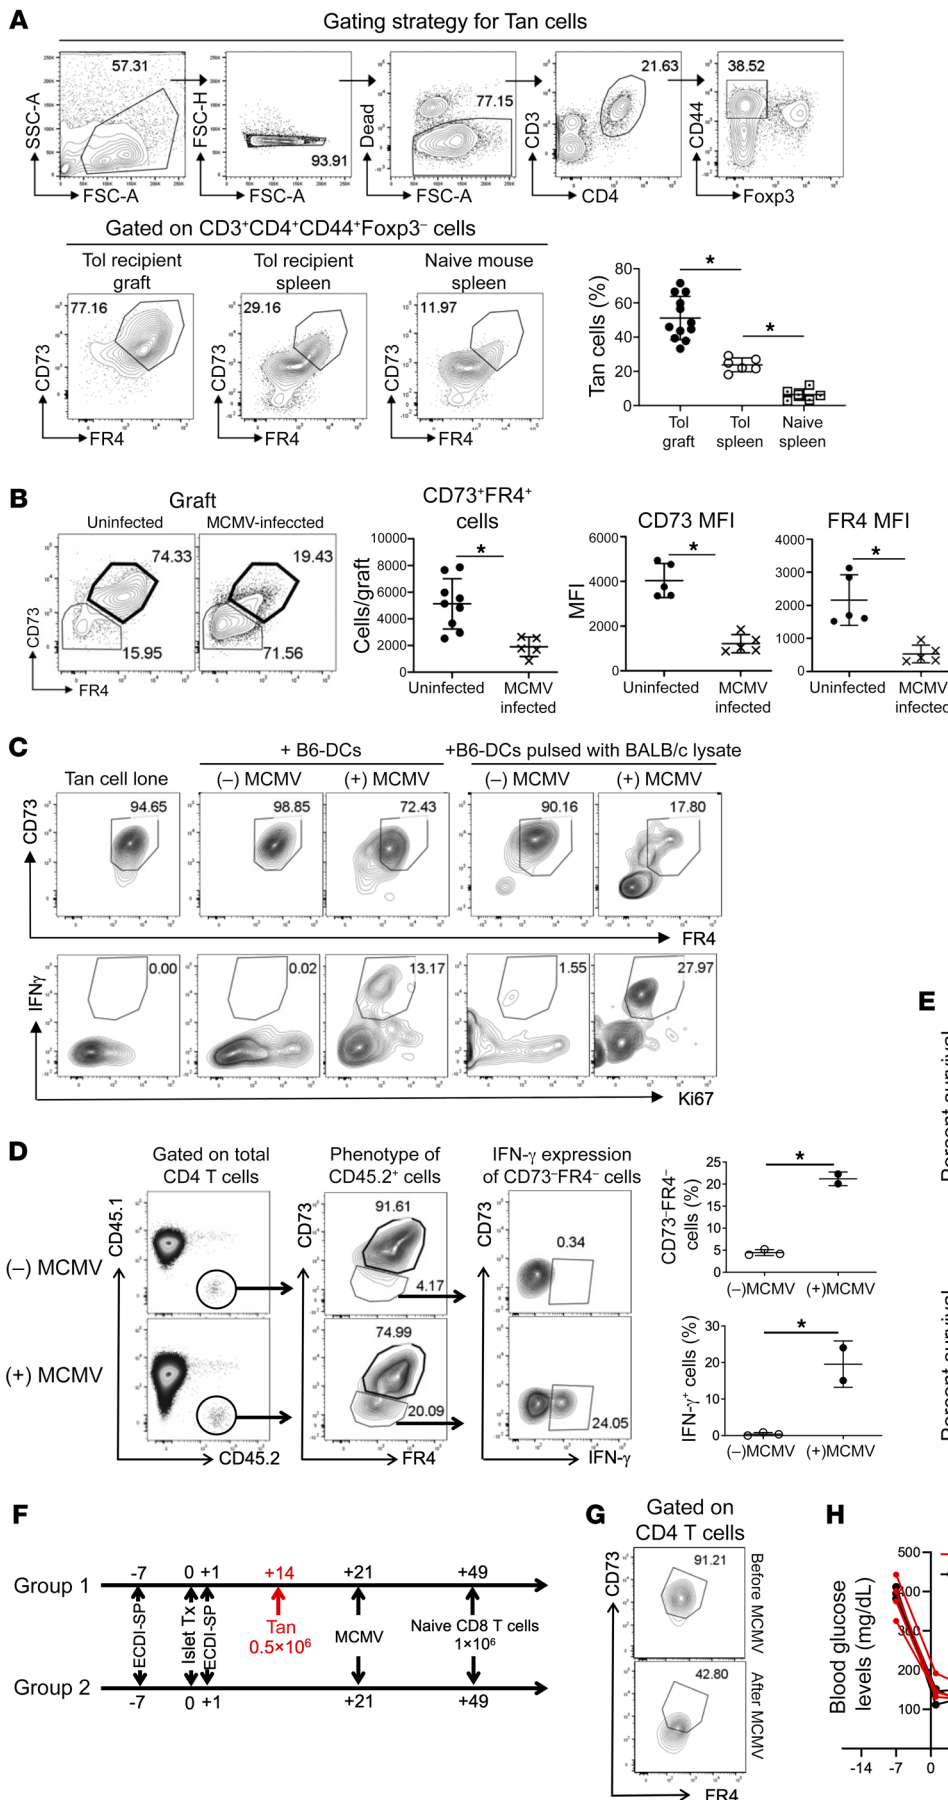 A
Gating strategy for Tan cells
57.31
93.91
77.15
21.63
38.52
SSC-A
FSC-H
Dead
CD3
CD44
FSC-A
FSC-A
FSC-A
CD4
Foxp3
Gated on CD3+CD4+CD44+Foxp3– cells
Tol recipient
graft
Tol recipient
spleen
Naive mouse
spleen
77.16
29.16
11.97
CD73
CD73
CD73
FR4
FR4
FR4
Tan cells (%)
80
60
40
20
0
*
*
Tol
graft
Tol
spleen
Naive
spleen
B
Graft
Uninfected
MCMV-infeccted
74.33
19.43
15.95
71.56
CD73
FR4
CD73+FR4+
cells
Cells/graft
10000
8000
6000
4000
2000
0
*
Uninfected
MCMV
infected
CD73 MFI
MFI
6000
4000
2000
0
*
Uninfected
MCMV
infected
FR4 MFI
4000
3000
2000
1000
0
*
Uninfected
MCMV
infected
C
+ B6-DCs
+B6-DCs pulsed with BALB/c lysate
Tan cell lone
(–) MCMV
(+) MCMV
(–) MCMV
(+) MCMV
94.65
98.85
72.43
90.16
17.80
CD73
FR4
0.00
0.02
13.17
1.55
27.97
IFNγ
Ki67
E
Percent survival
Percent survival
D
Gated on total
CD4 T cells
Phenotype of
CD45.2+ cells
IFN-γ expression
of CD73–FR4– cells
(–) MCMV
(+) MCMV
CD45.1
CD45.2
CD73
91.61
4.17
74.99
20.09
FR4
CD73
0.34
24.05
IFN-γ
CD73–FR4–
cells (%)
25
20
15
10
5
0
*
(–)MCMV
(+)MCMV
IFN-γ+ cells (%)
30
20
10
0
*
(–)MCMV
(+)MCMV
F
-7
0
+1
+14
+21
+49
Group 1
ECDI-SP
Islet Tx
ECDI-SP
Tan
0.5×10⁶
MCMV
Naive CD8 T cells
1×10⁶
Group 2
-7
0
+1
+21
+49
G
Gated on
CD4 T cells
CD73
91.21
Before MCMV
42.80
After MCMV
FR4
H
Blood glucose
levels (mg/dL)
500
400
300
200
100
-14
-7
0